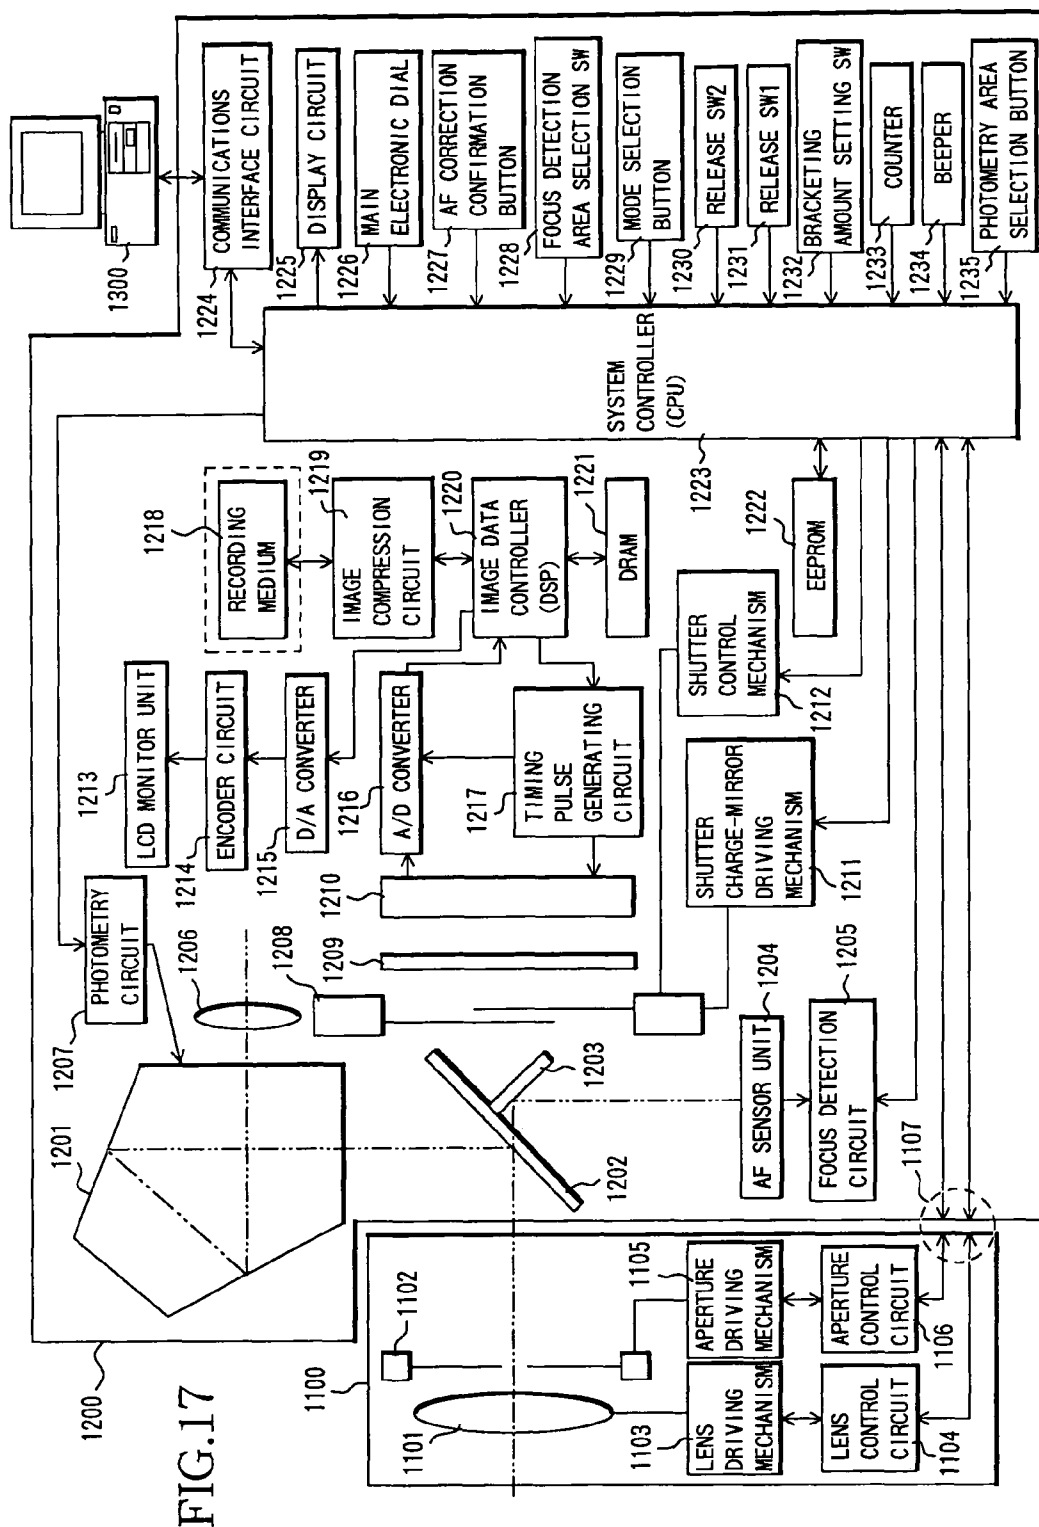 FIG.17
1200
1201
1207
PHOTOMETRY
CIRCUIT
1206
1208
1209
1210
1202
1203
1204
AF SENSOR UNIT
1205
FOCUS DETECTION
CIRCUIT
1107
1100
1101
1102
1103
LENS
DRIVING
MECHANISM
1105
APERTURE
DRIVING
MECHANISM
LENS
CONTROL
CIRCUIT
1104
APERTURE
CONTROL
CIRCUIT
1106
1213
LCD MONITOR UNIT
1214
ENCODER CIRCUIT
1215
D/A CONVERTER
1216
A/D CONVERTER
1217
TIMING
PULSE
GENERATING
CIRCUIT
SHUTTER
CHARGE-MIRROR
DRIVING
MECHANISM
1211
SHUTTER
CONTROL
MECHANISM
1212
1218
RECORDING
MEDIUM
1219
IMAGE
COMPRESSION
CIRCUIT
1220
IMAGE DATA
CONTROLLER
(DSP)
1221
DRAM
1222
EEPROM
1223
SYSTEM
CONTROLLER
(CPU)
1300
1224
COMMUNICATIONS
INTERFACE CIRCUIT
1225
DISPLAY CIRCUIT
1226
MAIN
ELECTRONIC DIAL
1227
AF CORRECTION
CONFIRMATION
BUTTON
1228
FOCUS DETECTION
AREA SELECTION SW
1229
MODE SELECTION
BUTTON
1230
RELEASE SW2
1231
RELEASE SW1
1232
BRACKETING
AMOUNT SETTING SW
1233
COUNTER
1234
BEEPER
1235
PHOTOMETRY AREA
SELECTION BUTTON